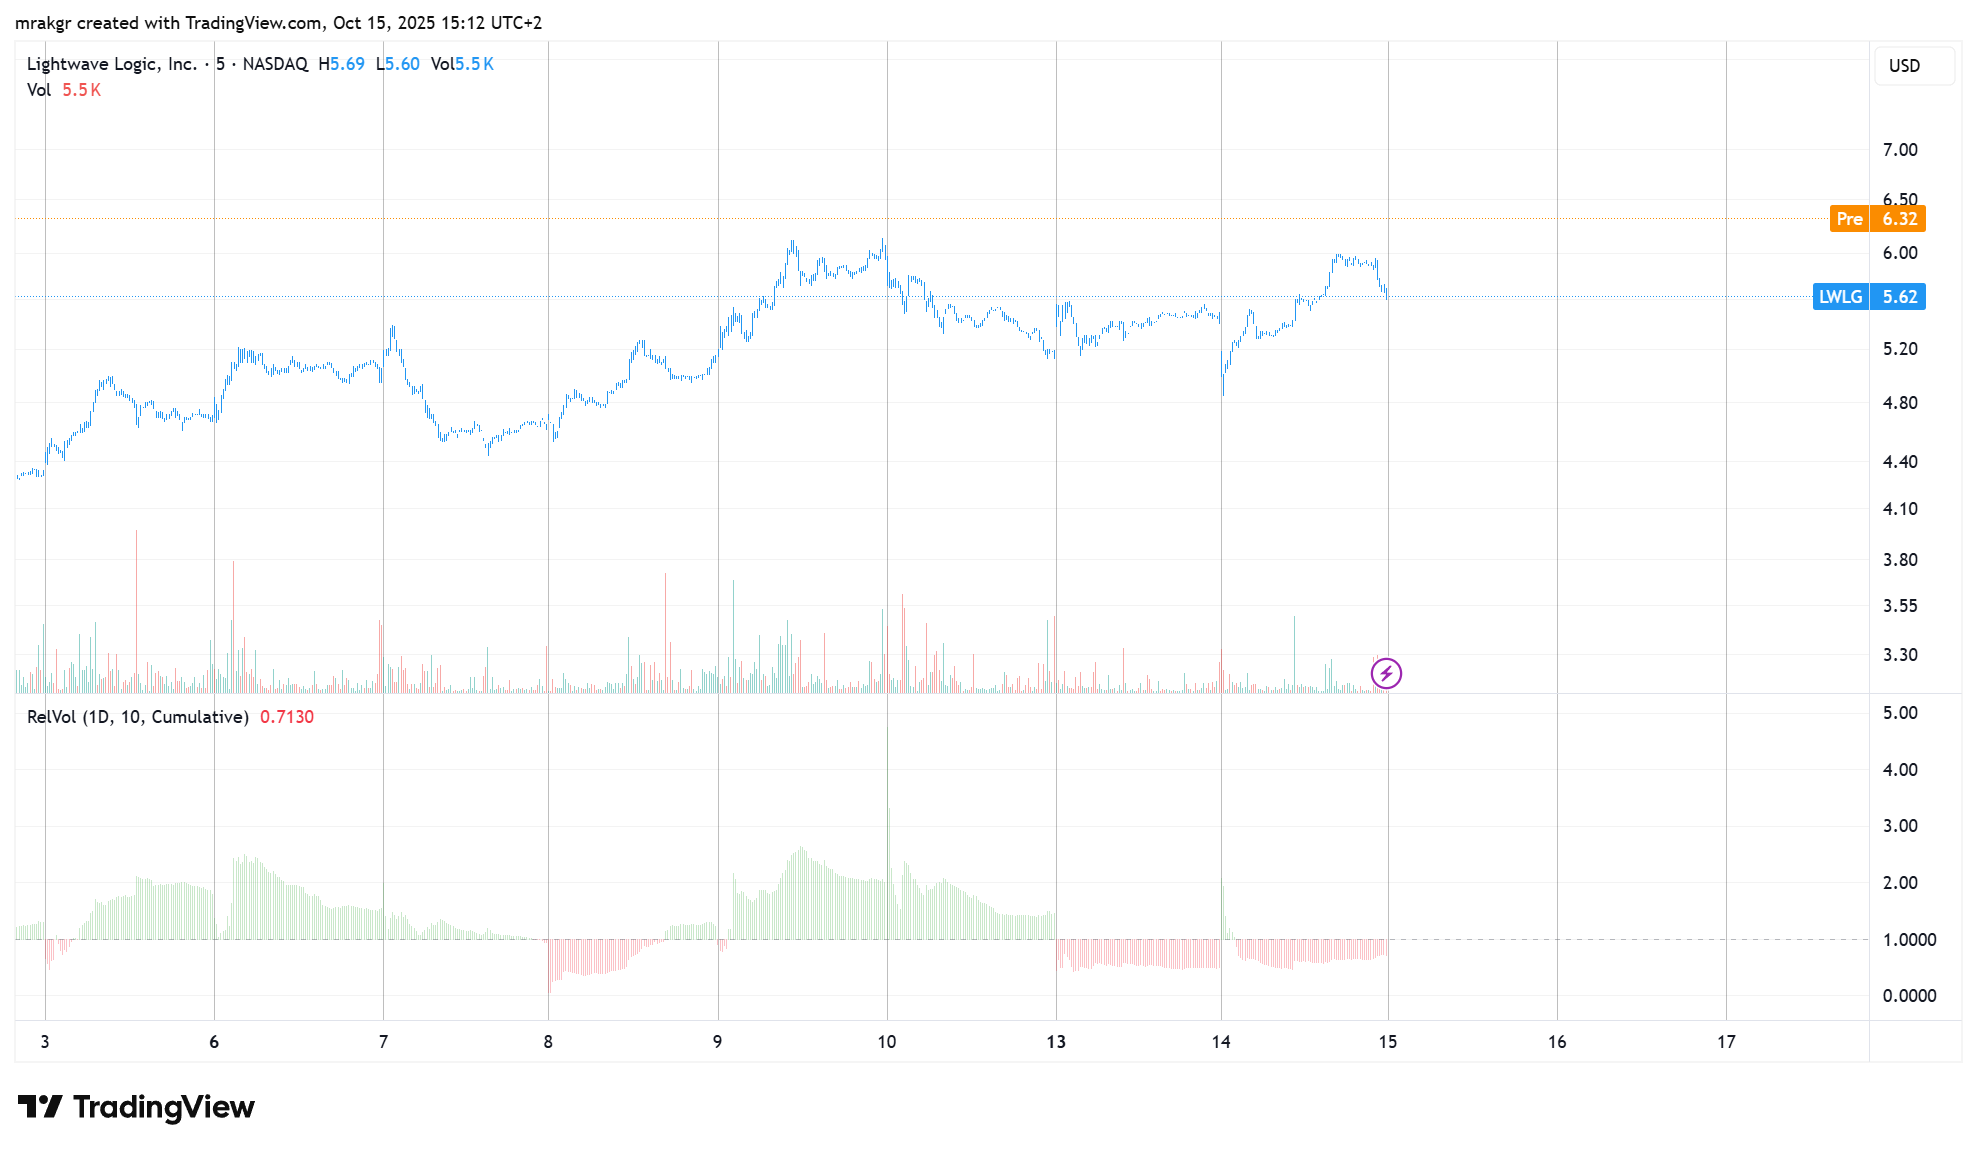 mrakgr created with TradingView.com, Oct 15, 2025 15:12 UTC+2
Lightwave Logic, Inc. · 5 · NASDAQ H5.69 L5.60 Vol5.5 K
Vol 5.5 K
USD
7.00
6.50
Pre 6.32
6.00
LWLG 5.62
5.20
4.80
4.40
4.10
3.80
3.55
3.30
RelVol (1D, 10, Cumulative) 0.7130
5.00
4.00
3.00
2.00
1.0000
0.0000
3 6 7 8 9 10 13 14 15 16 17
TradingView